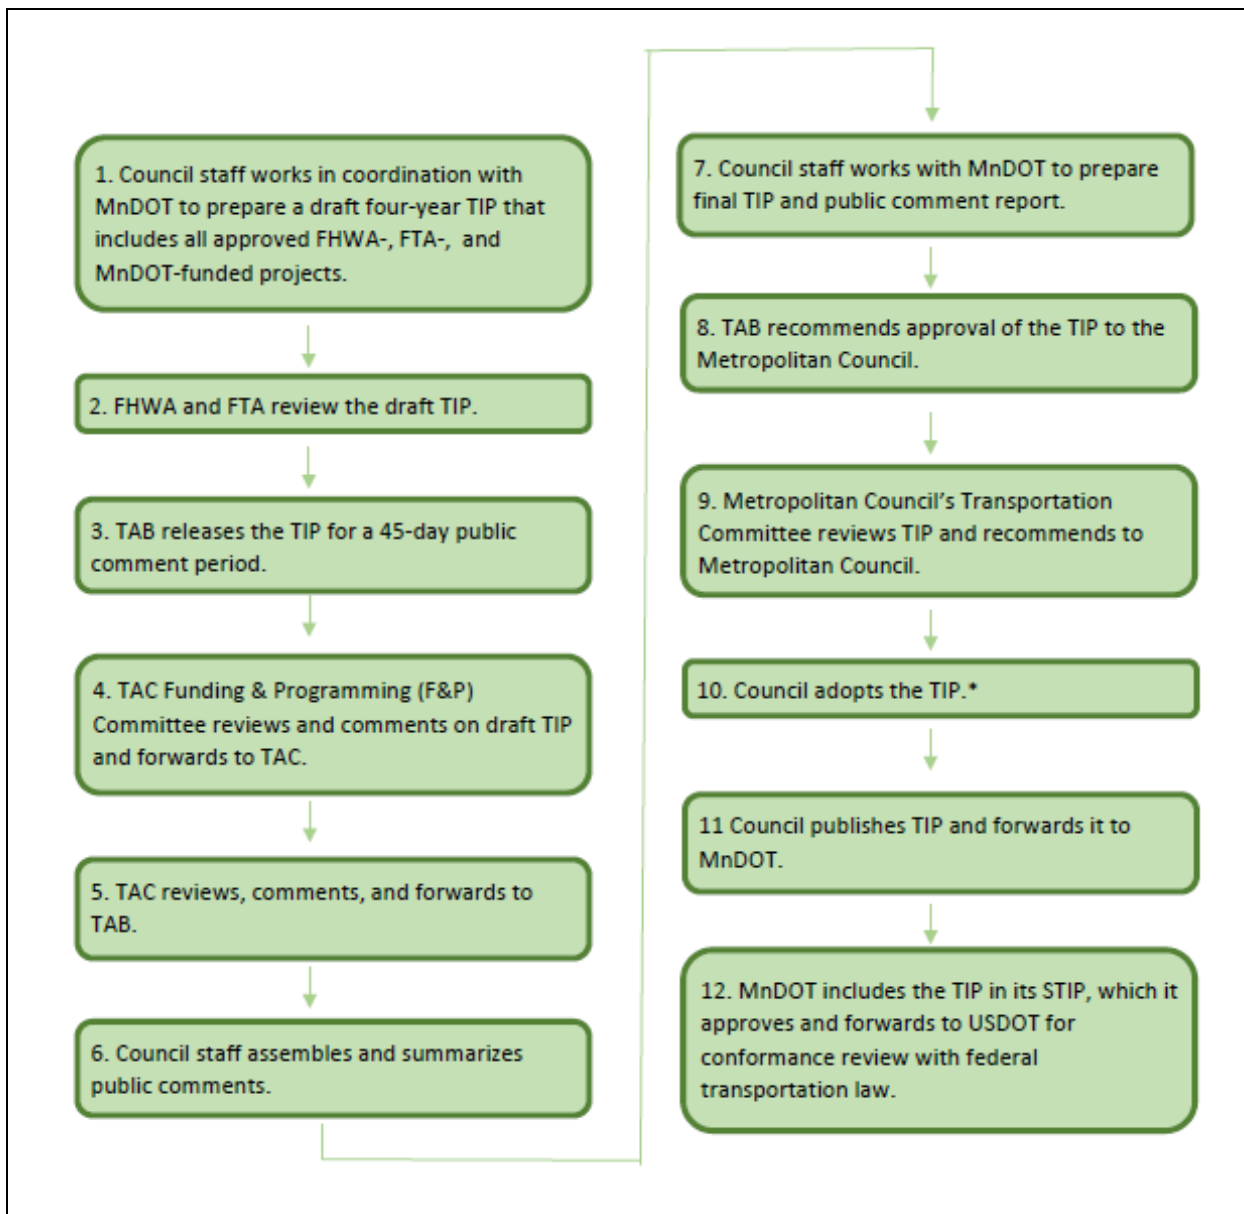 1. Council staff works in coordination with
MnDOT to prepare a draft four-year TIP that
includes all approved FHWA-, FTA-, and
MnDOT-funded projects.
2. FHWA and FTA review the draft TIP.
3. TAB releases the TIP for a 45-day public
comment period.
4. TAC Funding & Programming (F&P)
Committee reviews and comments on draft TIP
and forwards to TAC.
5. TAC reviews, comments, and forwards to
TAB.
6. Council staff assembles and summarizes
public comments.
7. Council staff works with MnDOT to prepare
final TIP and public comment report.
8. TAB recommends approval of the TIP to the
Metropolitan Council.
9. Metropolitan Council’s Transportation
Committee reviews TIP and recommends to
Metropolitan Council.
10. Council adopts the TIP.*
11 Council publishes TIP and forwards it to
MnDOT.
12. MnDOT includes the TIP in its STIP, which it
approves and forwards to USDOT for
conformance review with federal
transportation law.